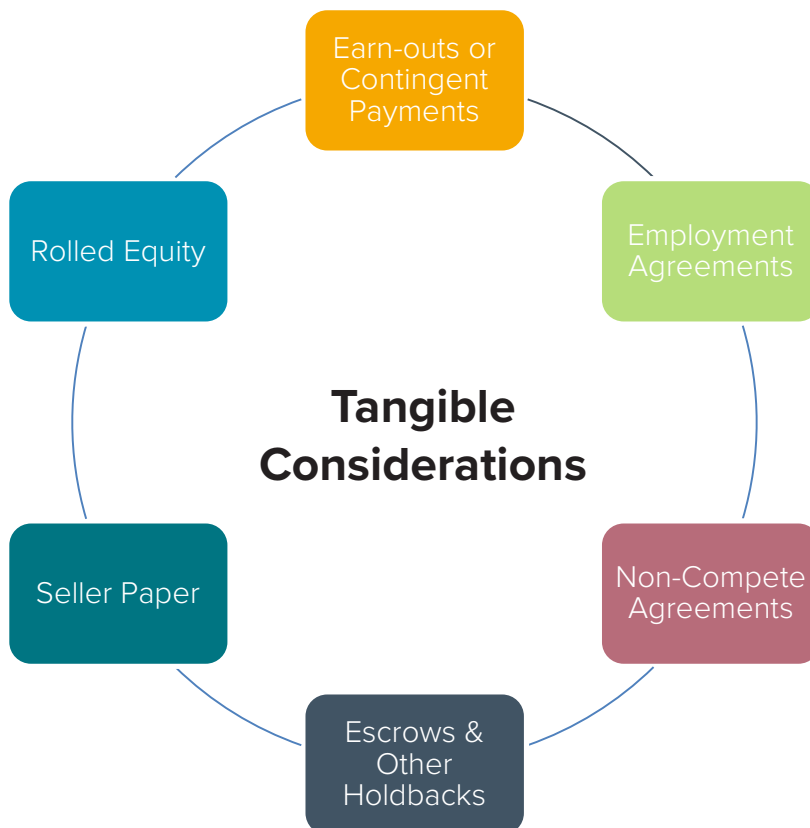 Earn-outs or
Contingent
Payments
Employment
Agreements
Non-Compete
Agreements
Escrows &
Other
Holdbacks
Seller Paper
Rolled Equity
Tangible
Considerations